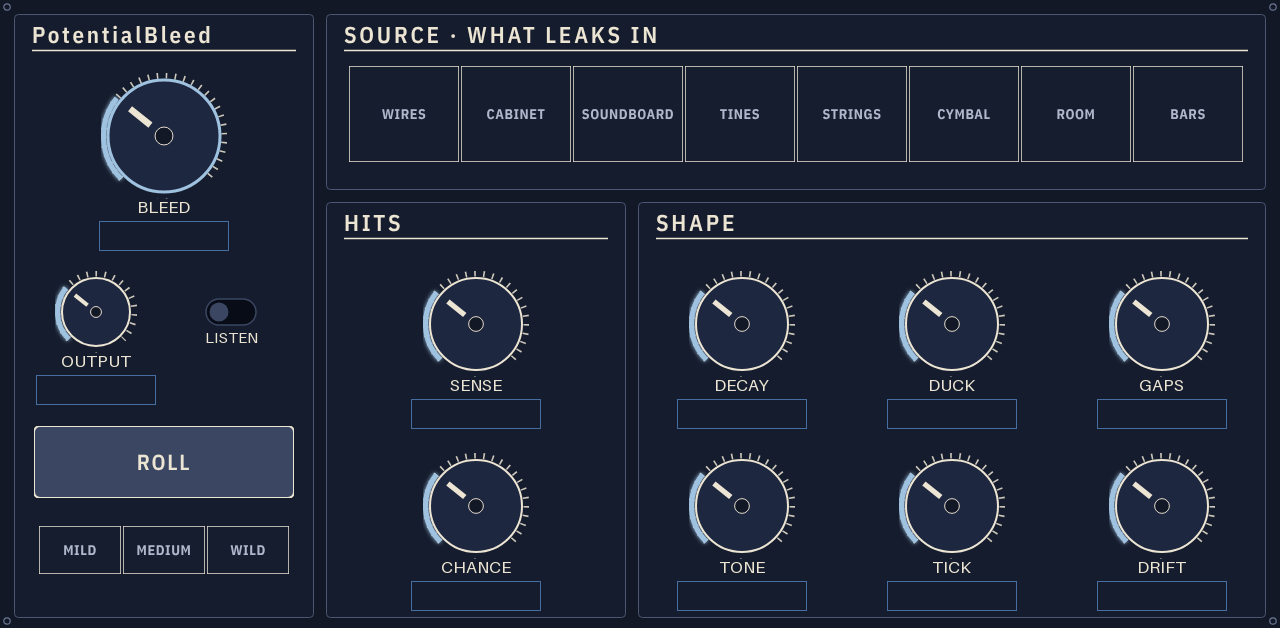 PotentialBleed
BLEED
OUTPUT
LISTEN
ROLL
MILD MEDIUM WILD
SOURCE · WHAT LEAKS IN
WIRES CABINET SOUNDBOARD TINES STRINGS CYMBAL ROOM BARS
HITS
SENSE
CHANCE
SHAPE
DECAY DUCK GAPS
TONE TICK DRIFT